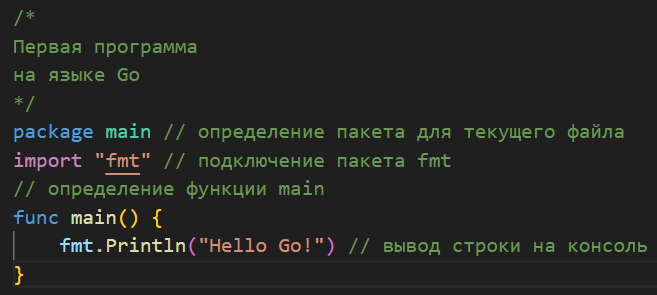 /*
Первая программа
на языке Go
*/
package main // определение пакета для текущего файла
import "fmt" // подключение пакета fmt
// определение функции main
func main() {
    fmt.Println("Hello Go!") // вывод строки на консоль
}